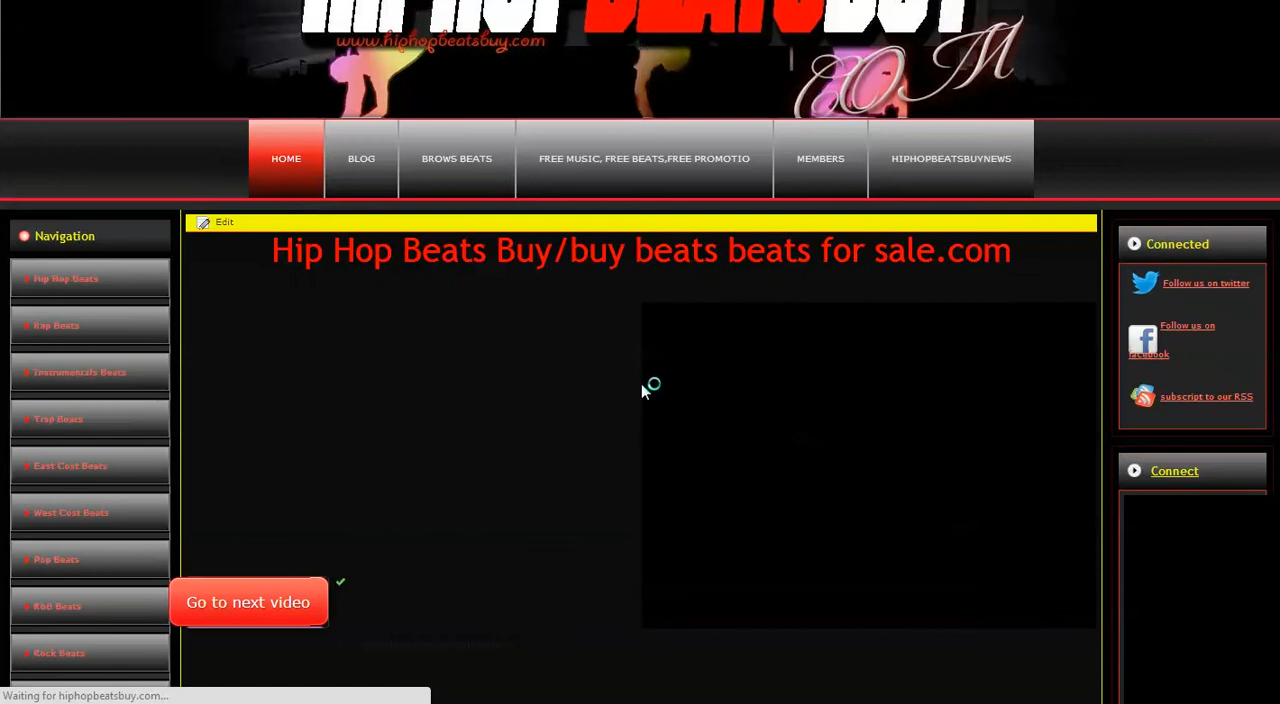 HIPHOP BEATSBUY
www.hiphopbeatsbuy.com
COM
HOME
BLOG
BROWS BEATS
FREE MUSIC, FREE BEATS,FREE PROMOTIO
MEMBERS
HIPHOPBEATSBUYNEWS
Navigation
Hip Hop Beats
Rap Beats
Instrumentals Beats
Trap Beats
East Cost Beats
West Cost Beats
Pop Beats
R&B Beats
Rock Beats
Edit
Hip Hop Beats Buy/buy beats beats for sale.com
Go to next video
Connected
Follow us on twitter
Follow us on
facebook
subscript to our RSS
Connect
Waiting for hiphopbeatsbuy.com...